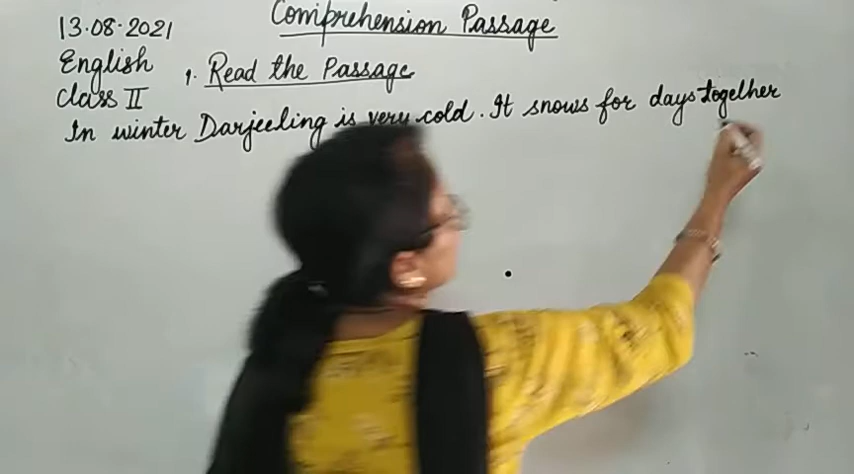 Comprehension Passage
13.08.2021
English
Class II
1. Read the Passage
In winter Darjeeling is very cold. It snows for days together